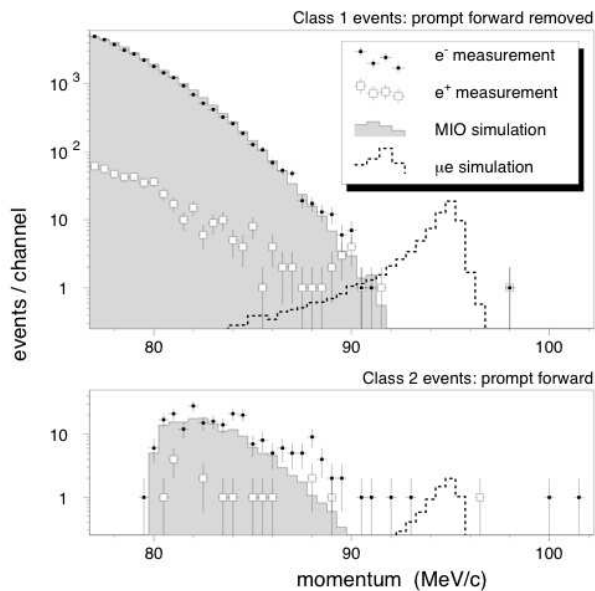 Class 1 events: prompt forward removed
e⁻ measurement
e⁺ measurement
MIO simulation
μe simulation
10³
10²
10
1
80
90
100
events / channel
Class 2 events: prompt forward
10
1
80
90
100
momentum (MeV/c)